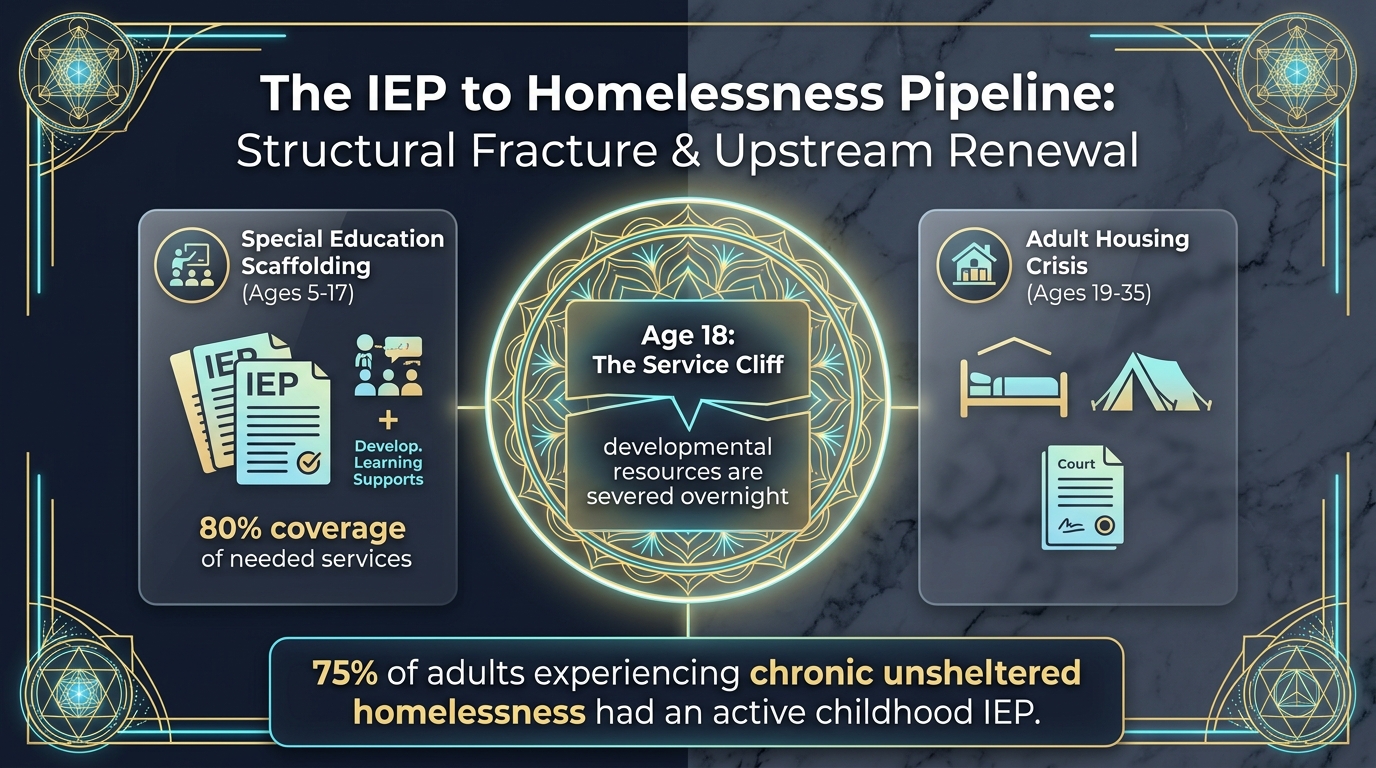 The IEP to Homelessness Pipeline:
Structural Fracture & Upstream Renewal
Special Education
Scaffolding
(Ages 5-17)
IEP
IEP
+
Develop.
Learning
Supports
80% coverage
of needed services
Age 18:
The Service Cliff
developmental
resources are
severed overnight
Adult Housing
Crisis
(Ages 19-35)
Court
75% of adults experiencing chronic unsheltered
homelessness had an active childhood IEP.